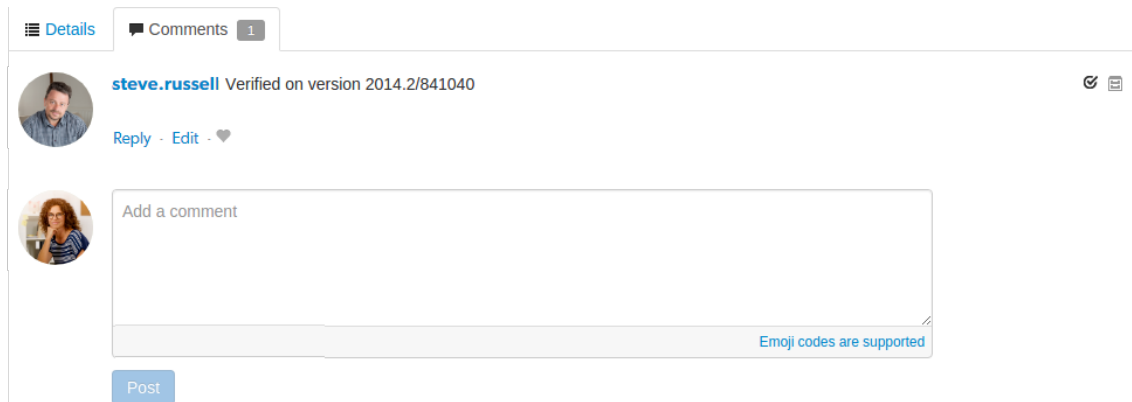 Details
Comments 1
steve.russell Verified on version 2014.2/841040
Reply - Edit -
Add a comment
Emoji codes are supported
Post